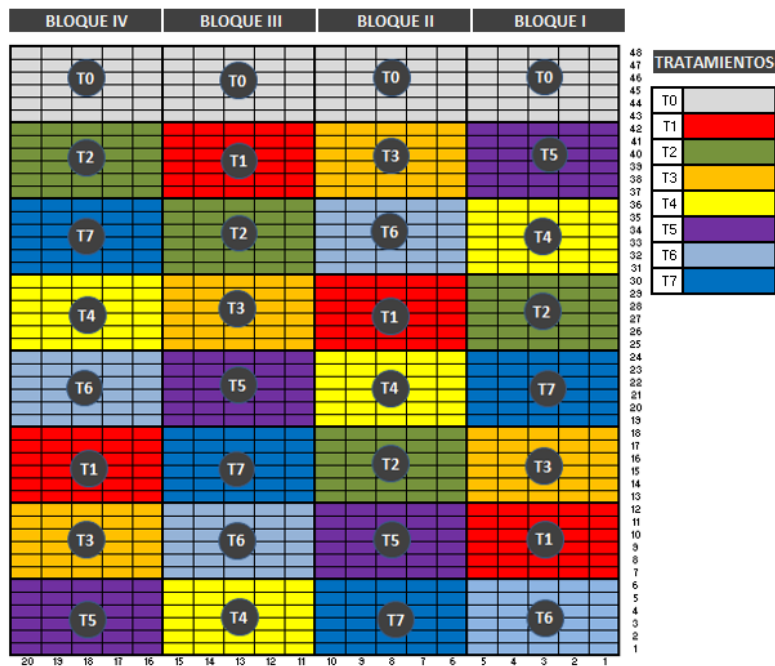 BLOQUE IV BLOQUE III BLOQUE II BLOQUE I
TRATAMIENTOS
T0 T0 T0 T0
T2 T1 T3 T5
T7 T2 T6 T4
T4 T3 T1 T2
T6 T5 T4 T7
T1 T7 T2 T3
T3 T6 T5 T1
T5 T4 T7 T6
48
47
46
45
44
43
42
41
40
39
38
37
36
35
34
33
32
31
30
29
28
27
26
25
24
23
22
21
20
19
18
17
16
15
14
13
12
11
10
9
8
7
6
5
4
3
2
1
20 19 18 17 16 15 14 13 12 11 10 9 8 7 6 5 4 3 2 1
T0
T1
T2
T3
T4
T5
T6
T7